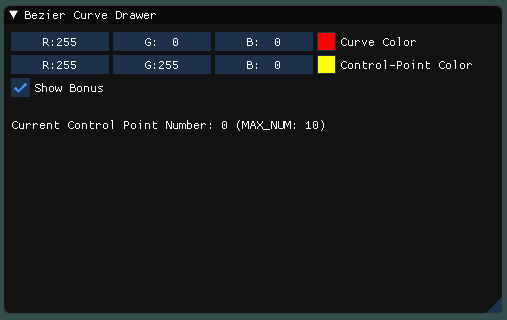 Bezier Curve Drawer
R:255 G:  0 B:  0 Curve Color
R:255 G:255 B:  0 Control-Point Color
Show Bonus
Current Control Point Number: 0 (MAX_NUM: 10)